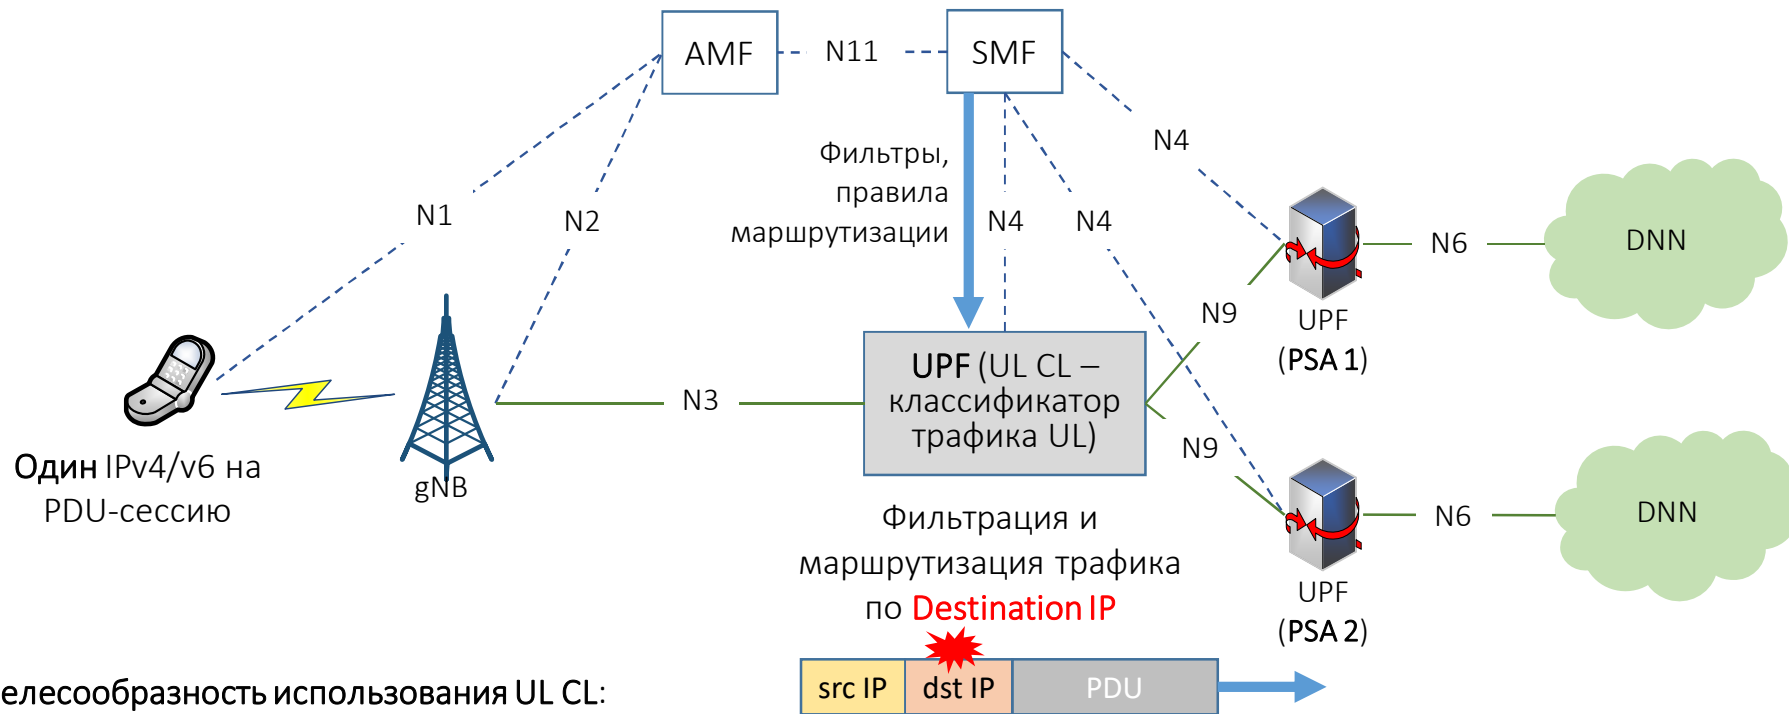 AMF
N11
SMF
Фильтры,
правила
маршрутизации
N4
N4
N4
N1
N2
N6
DNN
N9
UPF
(PSA 1)
UPF (UL CL –
классификатор
трафика UL)
N3
N9
Один IPv4/v6 на
PDU-сессию
gNB
N6
DNN
Фильтрация и
маршрутизация трафика
по Destination IP
UPF
(PSA 2)
елесообразность использования UL CL:
src IP
dst IP
PDU